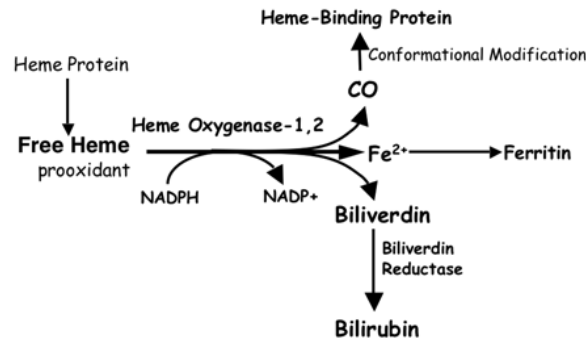 Heme-Binding Protein
Conformational Modification
Heme Protein
CO
Heme Oxygenase-1,2
Free Heme
prooxidant
Fe²⁺
Ferritin
NADPH
NADP+
Biliverdin
Biliverdin
Reductase
Bilirubin